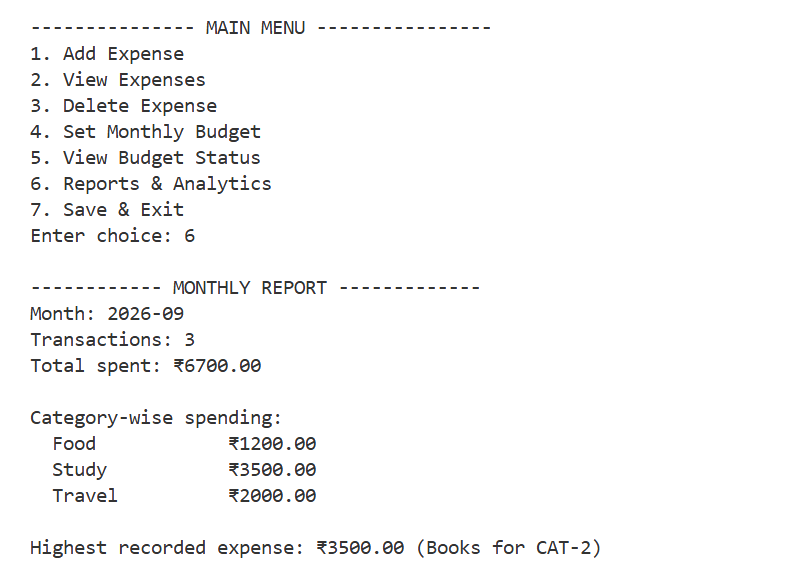 --------------- MAIN MENU ----------------
1. Add Expense
2. View Expenses
3. Delete Expense
4. Set Monthly Budget
5. View Budget Status
6. Reports & Analytics
7. Save & Exit
Enter choice: 6

------------ MONTHLY REPORT -------------
Month: 2026-09
Transactions: 3
Total spent: ₹6700.00

Category-wise spending:
  Food            ₹1200.00
  Study           ₹3500.00
  Travel          ₹2000.00

Highest recorded expense: ₹3500.00 (Books for CAT-2)